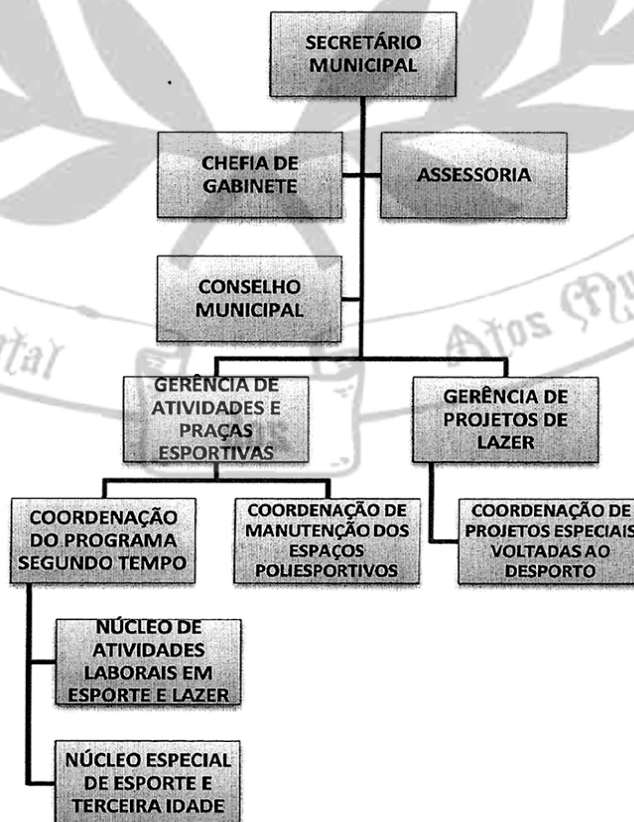 SECRETÁRIO
MUNICIPAL
CHEFIA DE
GABINETE
ASSESSORIA
CONSELHO
MUNICIPAL
tal
Atos
GERÊNCIA DE
ATIVIDADES E
PRAÇAS
ESPORTIVAS
GERÊNCIA DE
PROJETOS DE
LAZER
COORDENAÇÃO
DO PROGRAMA
SEGUNDO TEMPO
COORDENAÇÃO DE
MANUTENÇÃO DOS
ESPAÇOS
POLIESPORTIVOS
COORDENAÇÃO DE
PROJETOS ESPECIAIS
VOLTADAS AO
DESPORTO
NÚCLEO DE
ATIVIDADES
LABORAIS EM
ESPORTE E LAZER
NÚCLEO ESPECIAL
DE ESPORTE E
TERCEIRA IDADE